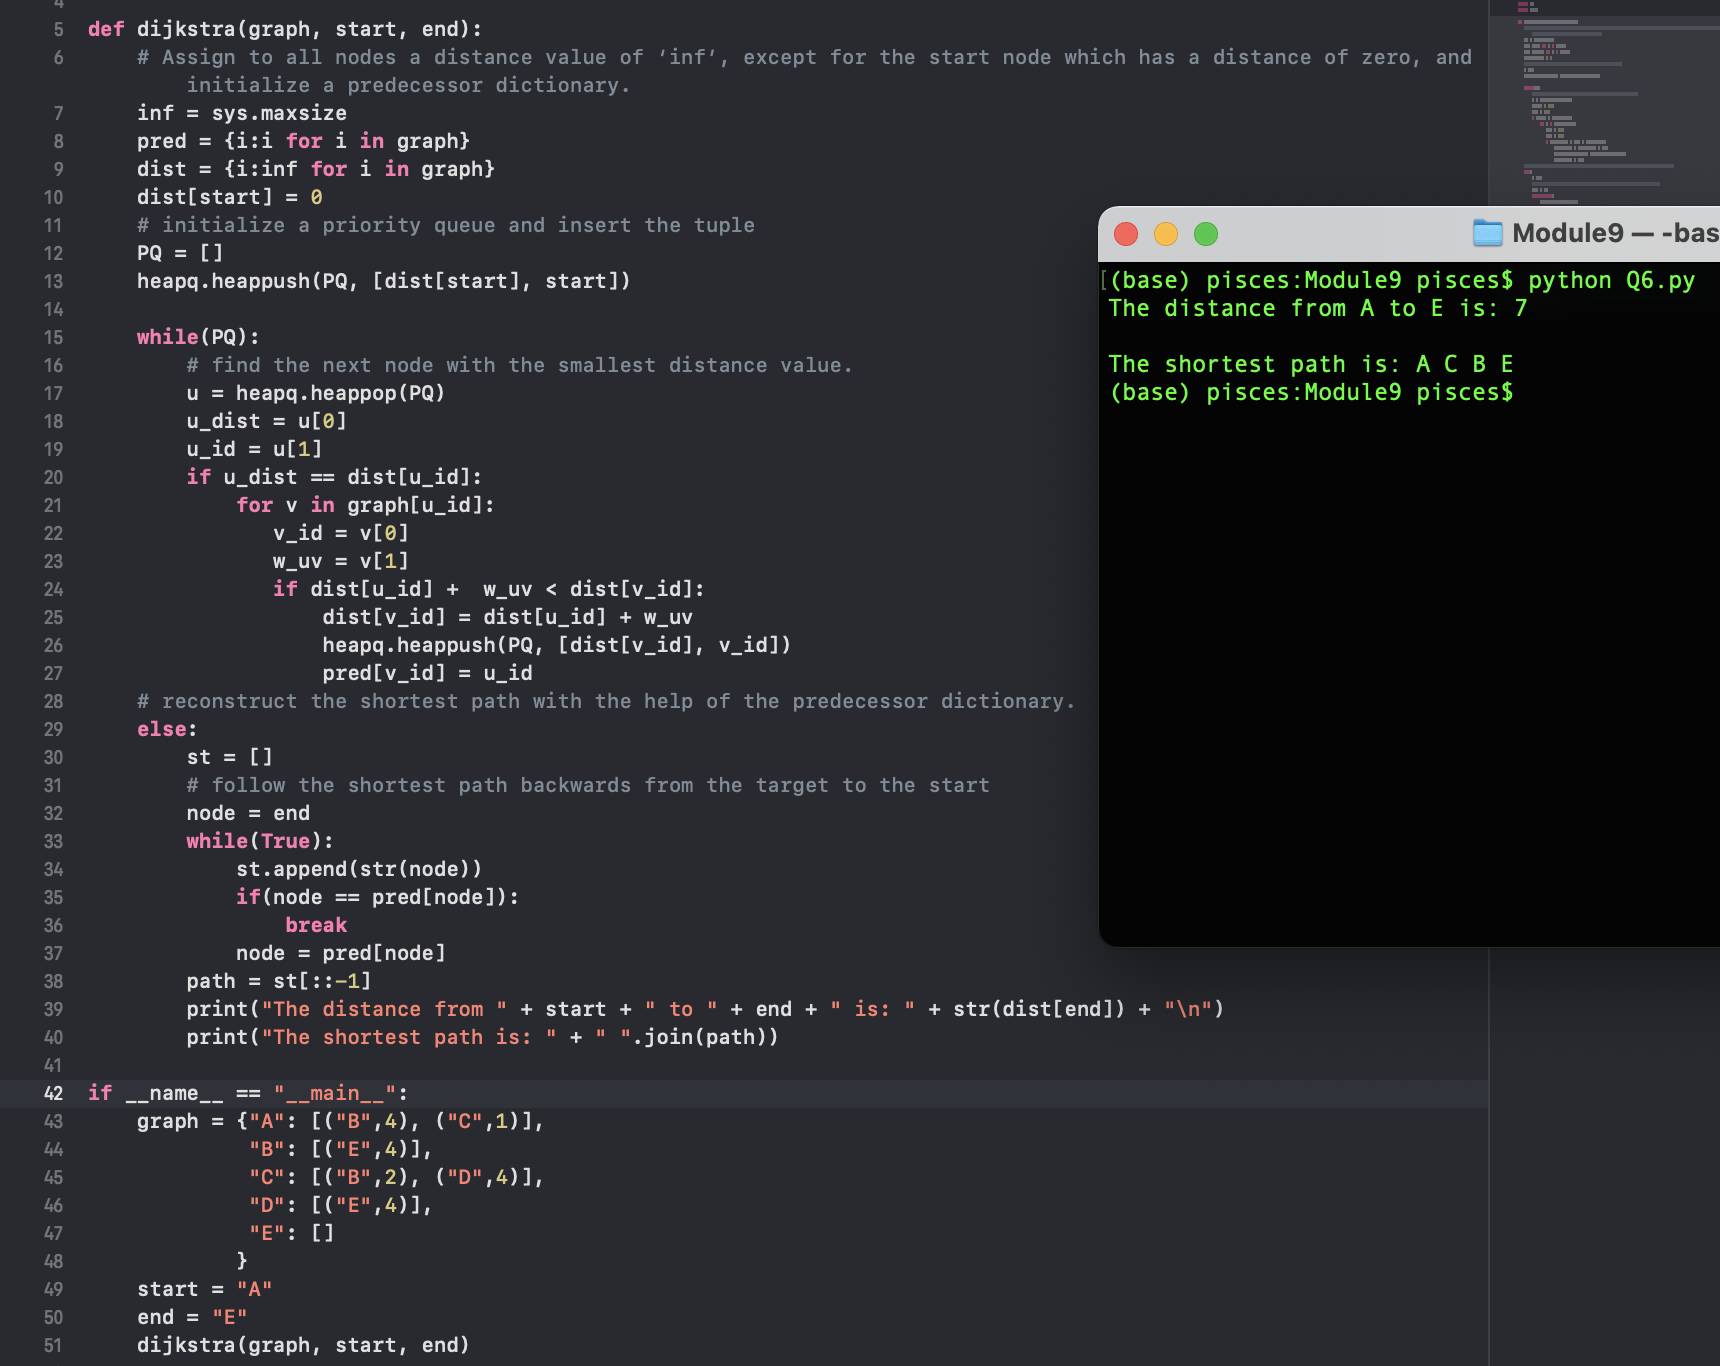 4
5 def dijkstra(graph, start, end):
6     # Assign to all nodes a distance value of ‘inf’, except for the start node which has a distance of zero, and
        initialize a predecessor dictionary.
7     inf = sys.maxsize
8     pred = {i:i for i in graph}
9     dist = {i:inf for i in graph}
10     dist[start] = 0
11     # initialize a priority queue and insert the tuple
12     PQ = []
13     heapq.heappush(PQ, [dist[start], start])
14
15     while(PQ):
16         # find the next node with the smallest distance value.
17         u = heapq.heappop(PQ)
18         u_dist = u[0]
19         u_id = u[1]
20         if u_dist == dist[u_id]:
21             for v in graph[u_id]:
22                v_id = v[0]
23                w_uv = v[1]
24                if dist[u_id] +  w_uv < dist[v_id]:
25                    dist[v_id] = dist[u_id] + w_uv
26                    heapq.heappush(PQ, [dist[v_id], v_id])
27                    pred[v_id] = u_id
28     # reconstruct the shortest path with the help of the predecessor dictionary.
29     else:
30         st = []
31         # follow the shortest path backwards from the target to the start
32         node = end
33         while(True):
34             st.append(str(node))
35             if(node == pred[node]):
36                 break
37             node = pred[node]
38         path = st[::-1]
39         print("The distance from " + start + " to " + end + " is: " + str(dist[end]) + "\n")
40         print("The shortest path is: " + " ".join(path))
41
42 if __name__ == "__main__":
43     graph = {"A": [("B",4), ("C",1)],
44              "B": [("E",4)],
45              "C": [("B",2), ("D",4)],
46              "D": [("E",4)],
47              "E": []
48             }
49     start = "A"
50     end = "E"
51     dijkstra(graph, start, end)
Module9 — -bas
[(base) pisces:Module9 pisces$ python Q6.py
The distance from A to E is: 7
The shortest path is: A C B E
(base) pisces:Module9 pisces$